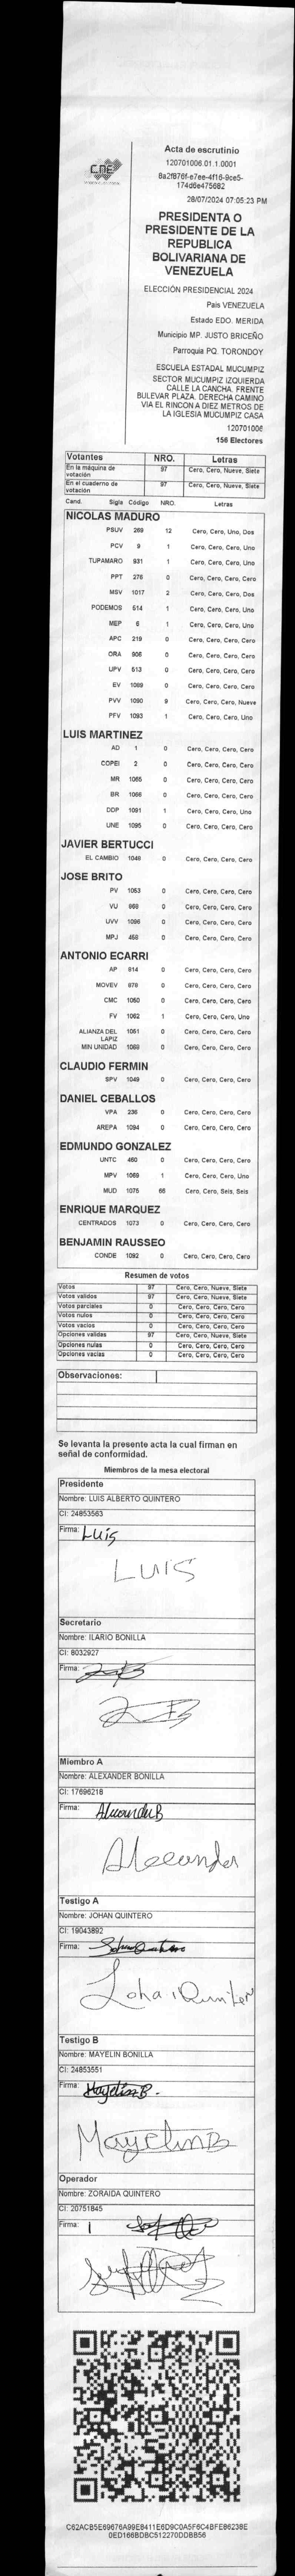 CNE
Acta de escrutinio
120701006.01.1.0001
8a2f876f-e7ee-4f16-9ce5-
174d6e475682
28/07/2024 07:05:23 PM
PRESIDENTA O
PRESIDENTE DE LA
REPUBLICA
BOLIVARIANA DE
VENEZUELA
ELECCIÓN PRESIDENCIAL 2024
País VENEZUELA
Estado EDO. MERIDA
Municipio MP. JUSTO BRICEÑO
Parroquia PQ. TORONDOY
ESCUELA ESTADAL MUCUMPIZ
SECTOR MUCUMPIZ IZQUIERDA
CALLE LA CANCHA. FRENTE
BULEVAR PLAZA. DERECHA CAMINO
VIA EL RINCON A DIEZ METROS DE
LA IGLESIA MUCUMPIZ CASA
120701006
156 Electores
Votantes NRO. Letras
En la máquina de votación 97 Cero, Cero, Nueve, Siete
En el cuaderno de votación 97 Cero, Cero, Nueve, Siete
Cand. Sigla Código NRO. Letras
NICOLAS MADURO
PSUV 269 12 Cero, Cero, Uno, Dos
PCV 9 1 Cero, Cero, Cero, Uno
TUPAMARO 931 1 Cero, Cero, Cero, Uno
PPT 276 0 Cero, Cero, Cero, Cero
MSV 1017 2 Cero, Cero, Cero, Dos
PODEMOS 514 1 Cero, Cero, Cero, Uno
MEP 6 1 Cero, Cero, Cero, Uno
APC 219 0 Cero, Cero, Cero, Cero
ORA 906 0 Cero, Cero, Cero, Cero
UPV 613 0 Cero, Cero, Cero, Cero
EV 1089 0 Cero, Cero, Cero, Cero
PVV 1090 9 Cero, Cero, Cero, Nueve
PFV 1093 1 Cero, Cero, Cero, Uno
LUIS MARTINEZ
AD 1 0 Cero, Cero, Cero, Cero
COPEI 2 0 Cero, Cero, Cero, Cero
MR 1065 0 Cero, Cero, Cero, Cero
BR 1066 0 Cero, Cero, Cero, Cero
DDP 1091 1 Cero, Cero, Cero, Uno
UNE 1095 0 Cero, Cero, Cero, Cero
JAVIER BERTUCCI
EL CAMBIO 1048 0 Cero, Cero, Cero, Cero
JOSE BRITO
PV 1053 0 Cero, Cero, Cero, Cero
VU 969 0 Cero, Cero, Cero, Cero
UVV 1096 0 Cero, Cero, Cero, Cero
MPJ 468 0 Cero, Cero, Cero, Cero
ANTONIO ECARRI
AP 814 0 Cero, Cero, Cero, Cero
MOVEV 879 0 Cero, Cero, Cero, Cero
CMC 1050 0 Cero, Cero, Cero, Cero
FV 1062 1 Cero, Cero, Cero, Uno
ALIANZA DEL LAPIZ 1051 0 Cero, Cero, Cero, Cero
MIN UNIDAD 1088 0 Cero, Cero, Cero, Cero
CLAUDIO FERMIN
SPV 1049 0 Cero, Cero, Cero, Cero
DANIEL CEBALLOS
VPA 236 0 Cero, Cero, Cero, Cero
AREPA 1094 0 Cero, Cero, Cero, Cero
EDMUNDO GONZALEZ
UNTC 460 0 Cero, Cero, Cero, Cero
MPV 1069 1 Cero, Cero, Cero, Uno
MUD 1075 66 Cero, Cero, Seis, Seis
ENRIQUE MARQUEZ
CENTRADOS 1073 0 Cero, Cero, Cero, Cero
BENJAMIN RAUSSEO
CONDE 1092 0 Cero, Cero, Cero, Cero
Resumen de votos
Votos 97 Cero, Cero, Nueve, Siete
Votos validos 97 Cero, Cero, Nueve, Siete
Votos parciales 0 Cero, Cero, Cero, Cero
Votos nulos 0 Cero, Cero, Cero, Cero
Votos vacíos 0 Cero, Cero, Cero, Cero
Opciones validas 97 Cero, Cero, Nueve, Siete
Opciones nulas 0 Cero, Cero, Cero, Cero
Opciones vacías 0 Cero, Cero, Cero, Cero
Observaciones:
Se levanta la presente acta la cual firman en
señal de conformidad.
Miembros de la mesa electoral
Presidente
Nombre: LUIS ALBERTO QUINTERO
CI: 24853563
Firma: Luis
LUIS
Secretario
Nombre: ILARIO BONILLA
CI: 8032927
Firma:
Miembro A
Nombre: ALEXANDER BONILLA
CI: 17696218
Firma: Alexander B
Alexander
Testigo A
Nombre: JOHAN QUINTERO
CI: 19043892
Firma: Johan Quintero
Johan Quintero
Testigo B
Nombre: MAYELIN BONILLA
CI: 24853551
Firma: Mayelin B.
Mayelin B
Operador
Nombre: ZORAIDA QUINTERO
CI: 20751845
Firma:
C62ACB5E69676A99E8411E6D9C0A5F6C4BFE86238E
0ED166BDBC512270DDBB56